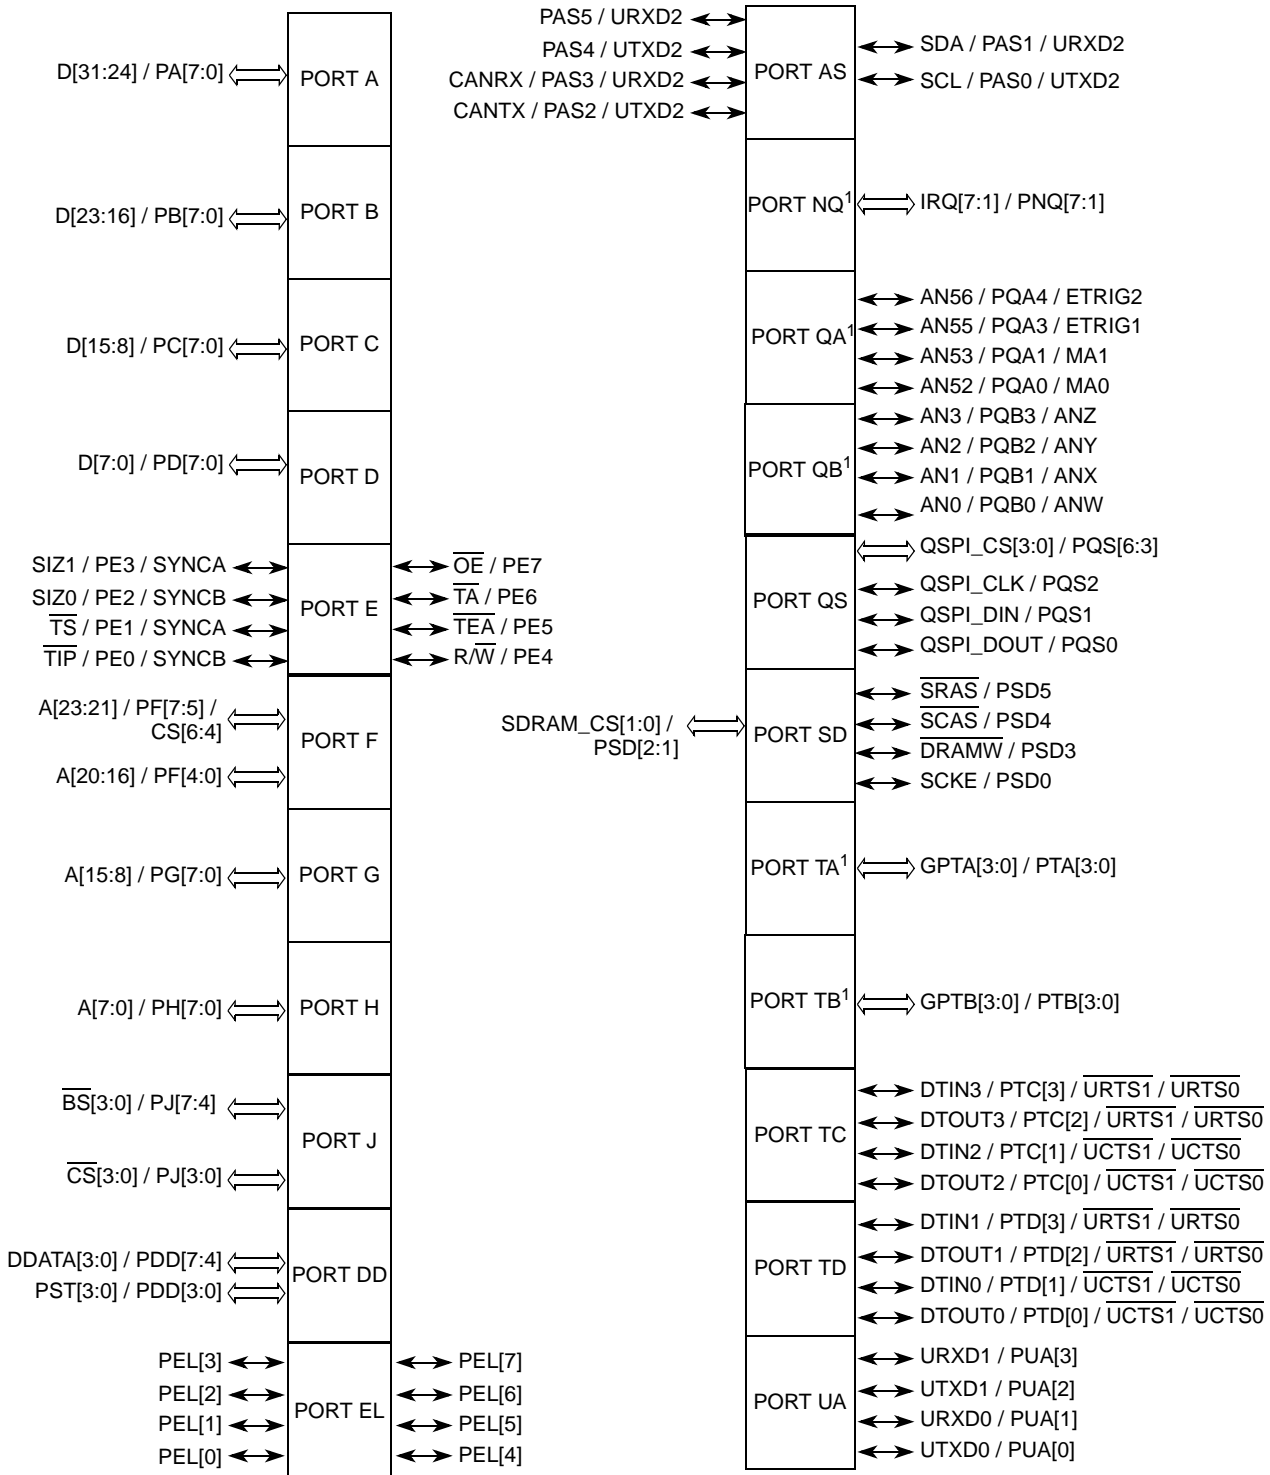 D[31:24] / PA[7:0]
PORT A
D[23:16] / PB[7:0]
PORT B
D[15:8] / PC[7:0]
PORT C
D[7:0] / PD[7:0]
PORT D
SIZ1 / PE3 / SYNCA
SIZ0 / PE2 / SYNCB
TS / PE1 / SYNCA
TIP / PE0 / SYNCB
PORT E
OE / PE7
TA / PE6
TEA / PE5
R/W / PE4
A[23:21] / PF[7:5] /
CS[6:4]
A[20:16] / PF[4:0]
PORT F
A[15:8] / PG[7:0]
PORT G
A[7:0] / PH[7:0]
PORT H
BS[3:0] / PJ[7:4]
CS[3:0] / PJ[3:0]
PORT J
DDATA[3:0] / PDD[7:4]
PST[3:0] / PDD[3:0]
PORT DD
PEL[3]
PEL[2]
PEL[1]
PEL[0]
PORT EL
PEL[7]
PEL[6]
PEL[5]
PEL[4]
PAS5 / URXD2
PAS4 / UTXD2
CANRX / PAS3 / URXD2
CANTX / PAS2 / UTXD2
PORT AS
SDA / PAS1 / URXD2
SCL / PAS0 / UTXD2
PORT NQ1
IRQ[7:1] / PNQ[7:1]
PORT QA1
AN56 / PQA4 / ETRIG2
AN55 / PQA3 / ETRIG1
AN53 / PQA1 / MA1
AN52 / PQA0 / MA0
PORT QB1
AN3 / PQB3 / ANZ
AN2 / PQB2 / ANY
AN1 / PQB1 / ANX
AN0 / PQB0 / ANW
PORT QS
QSPI_CS[3:0] / PQS[6:3]
QSPI_CLK / PQS2
QSPI_DIN / PQS1
QSPI_DOUT / PQS0
SDRAM_CS[1:0] /
PSD[2:1]
PORT SD
SRAS / PSD5
SCAS / PSD4
DRAMW / PSD3
SCKE / PSD0
PORT TA1
GPTA[3:0] / PTA[3:0]
PORT TB1
GPTB[3:0] / PTB[3:0]
PORT TC
DTIN3 / PTC[3] / URTS1 / URTS0
DTOUT3 / PTC[2] / URTS1 / URTS0
DTIN2 / PTC[1] / UCTS1 / UCTS0
DTOUT2 / PTC[0] / UCTS1 / UCTS0
PORT TD
DTIN1 / PTD[3] / URTS1 / URTS0
DTOUT1 / PTD[2] / URTS1 / URTS0
DTIN0 / PTD[1] / UCTS1 / UCTS0
DTOUT0 / PTD[0] / UCTS1 / UCTS0
PORT UA
URXD1 / PUA[3]
UTXD1 / PUA[2]
URXD0 / PUA[1]
UTXD0 / PUA[0]